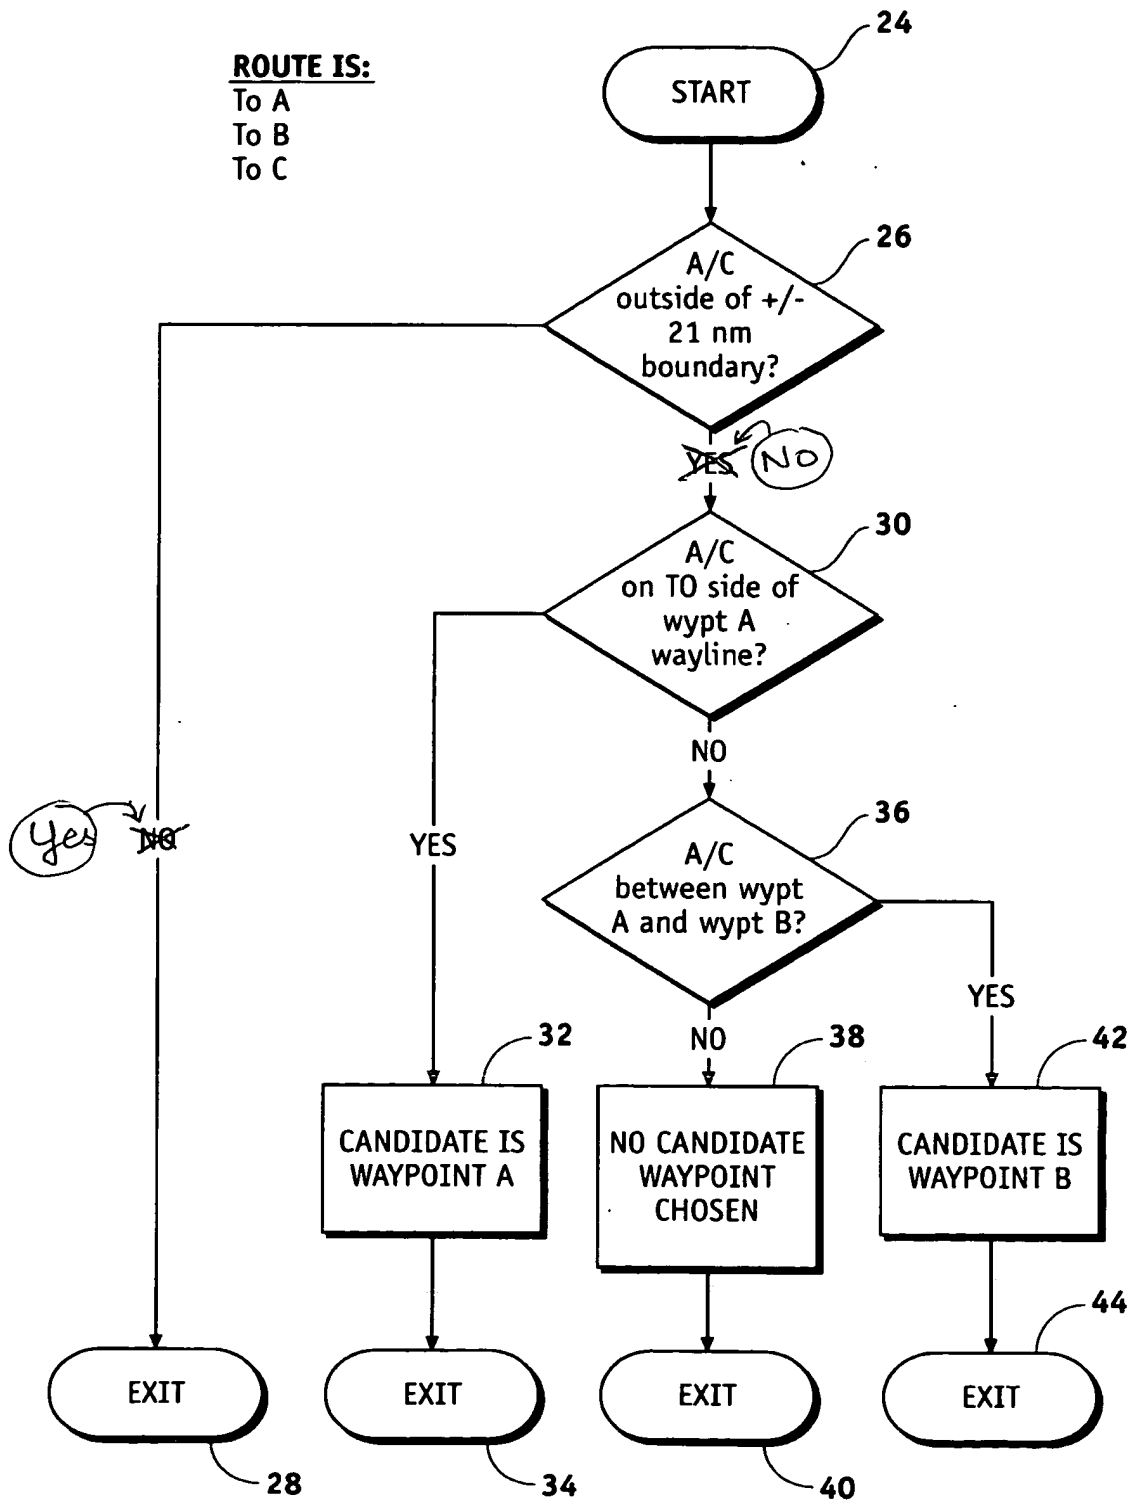 24
ROUTE IS:
To A
To B
To C
START
26
A/C
outside of +/-
21 nm
boundary?
YES
No
30
A/C
on TO side of
wypt A
wayline?
NO
36
Yes
NO
YES
A/C
between wypt
A and wypt B?
YES
NO
32
38
42
CANDIDATE IS
WAYPOINT A
NO CANDIDATE
WAYPOINT
CHOSEN
CANDIDATE IS
WAYPOINT B
44
EXIT
EXIT
EXIT
EXIT
28
34
40